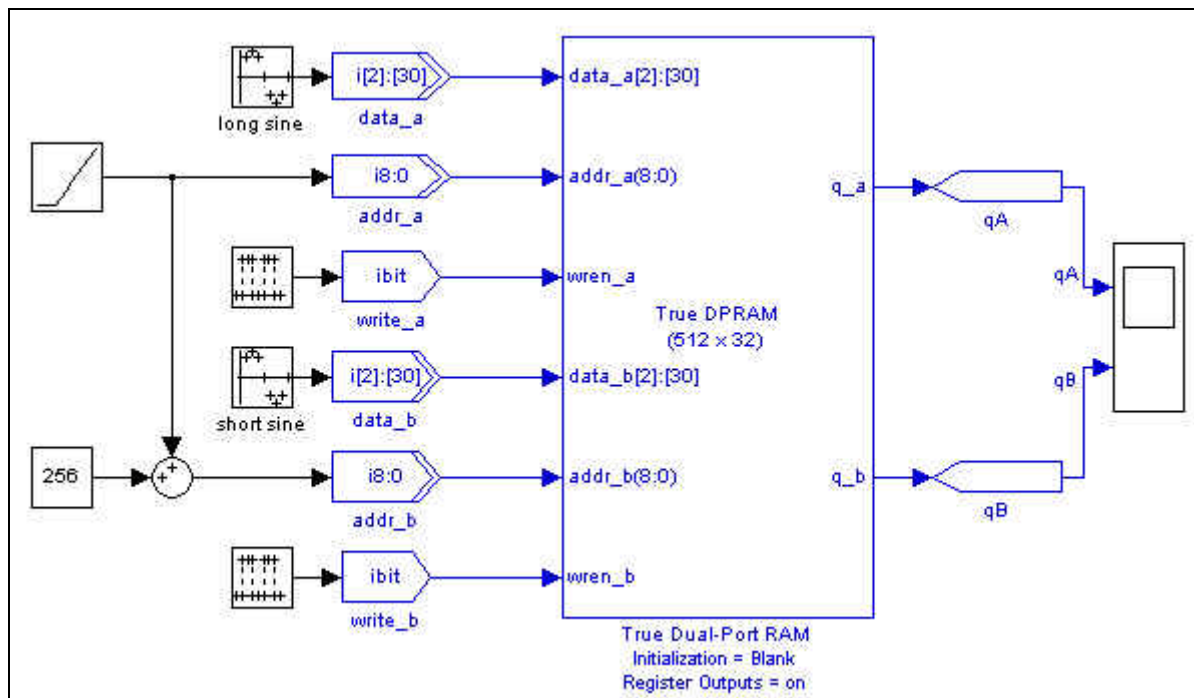 i[2]:[30]
data_a[2]:[30]
long sine
data_a
i8:0
addr_a(8:0)
q_a
addr_a
qA
ibit
wren_a
qA
write_a
True DPRAM
(512 x 32)
i[2]:[30]
data_b[2]:[30]
qB
short sine
data_b
256
i8:0
addr_b(8:0)
q_b
addr_b
qB
ibit
wren_b
write_b
True Dual-Port RAM
Initialization = Blank
Register Outputs = on